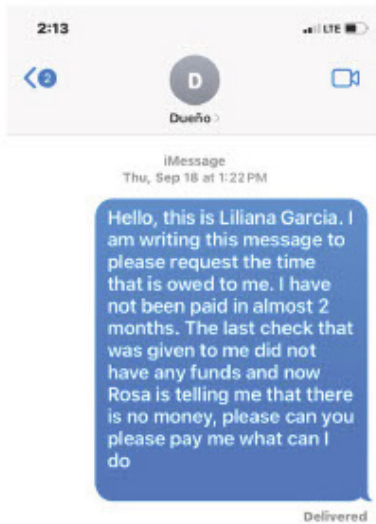 2:13
LTE
2
D
Dueño
iMessage
Thu, Sep 18 at 1:22 PM
Hello, this is Liliana Garcia. I
am writing this message to
please request the time
that is owed to me. I have
not been paid in almost 2
months. The last check that
was given to me did not
have any funds and now
Rosa is telling me that there
is no money, please can you
please pay me what can I
do
Delivered